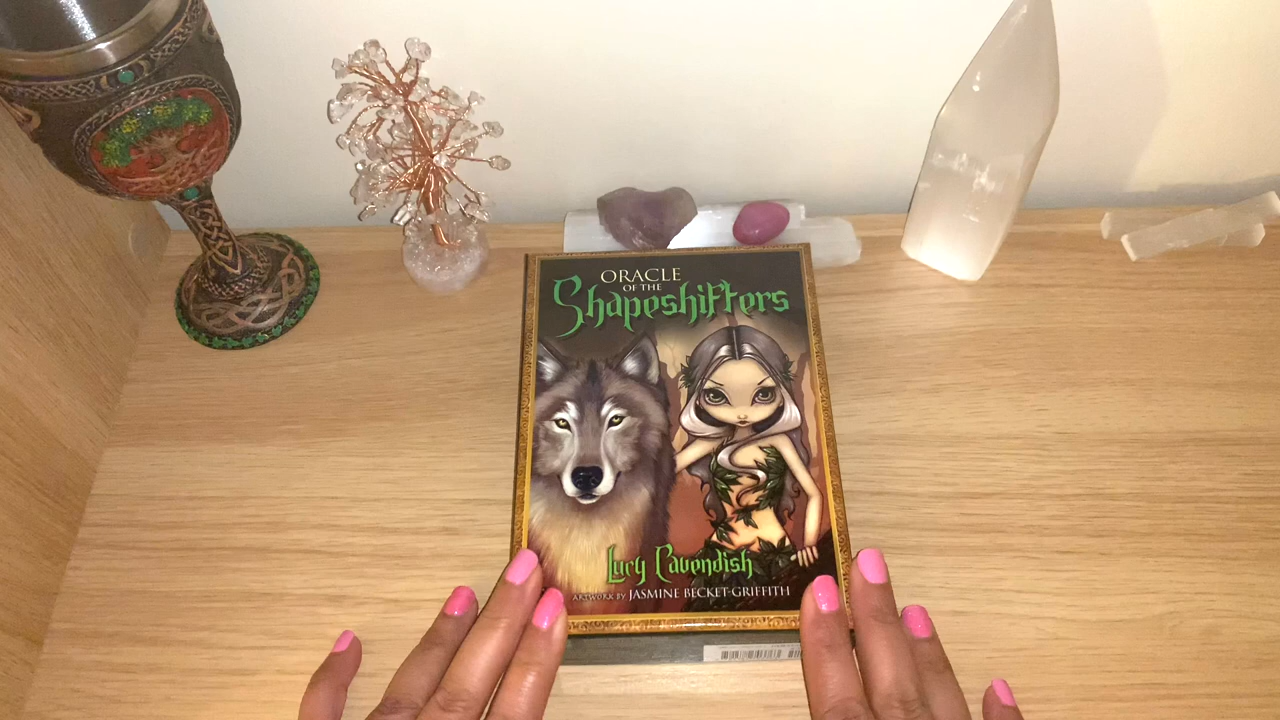 ORACLE
OF THE
Shapeshifters
Lucy Cavendish
ARTWORK BY JASMINE BECKET-GRIFFITH